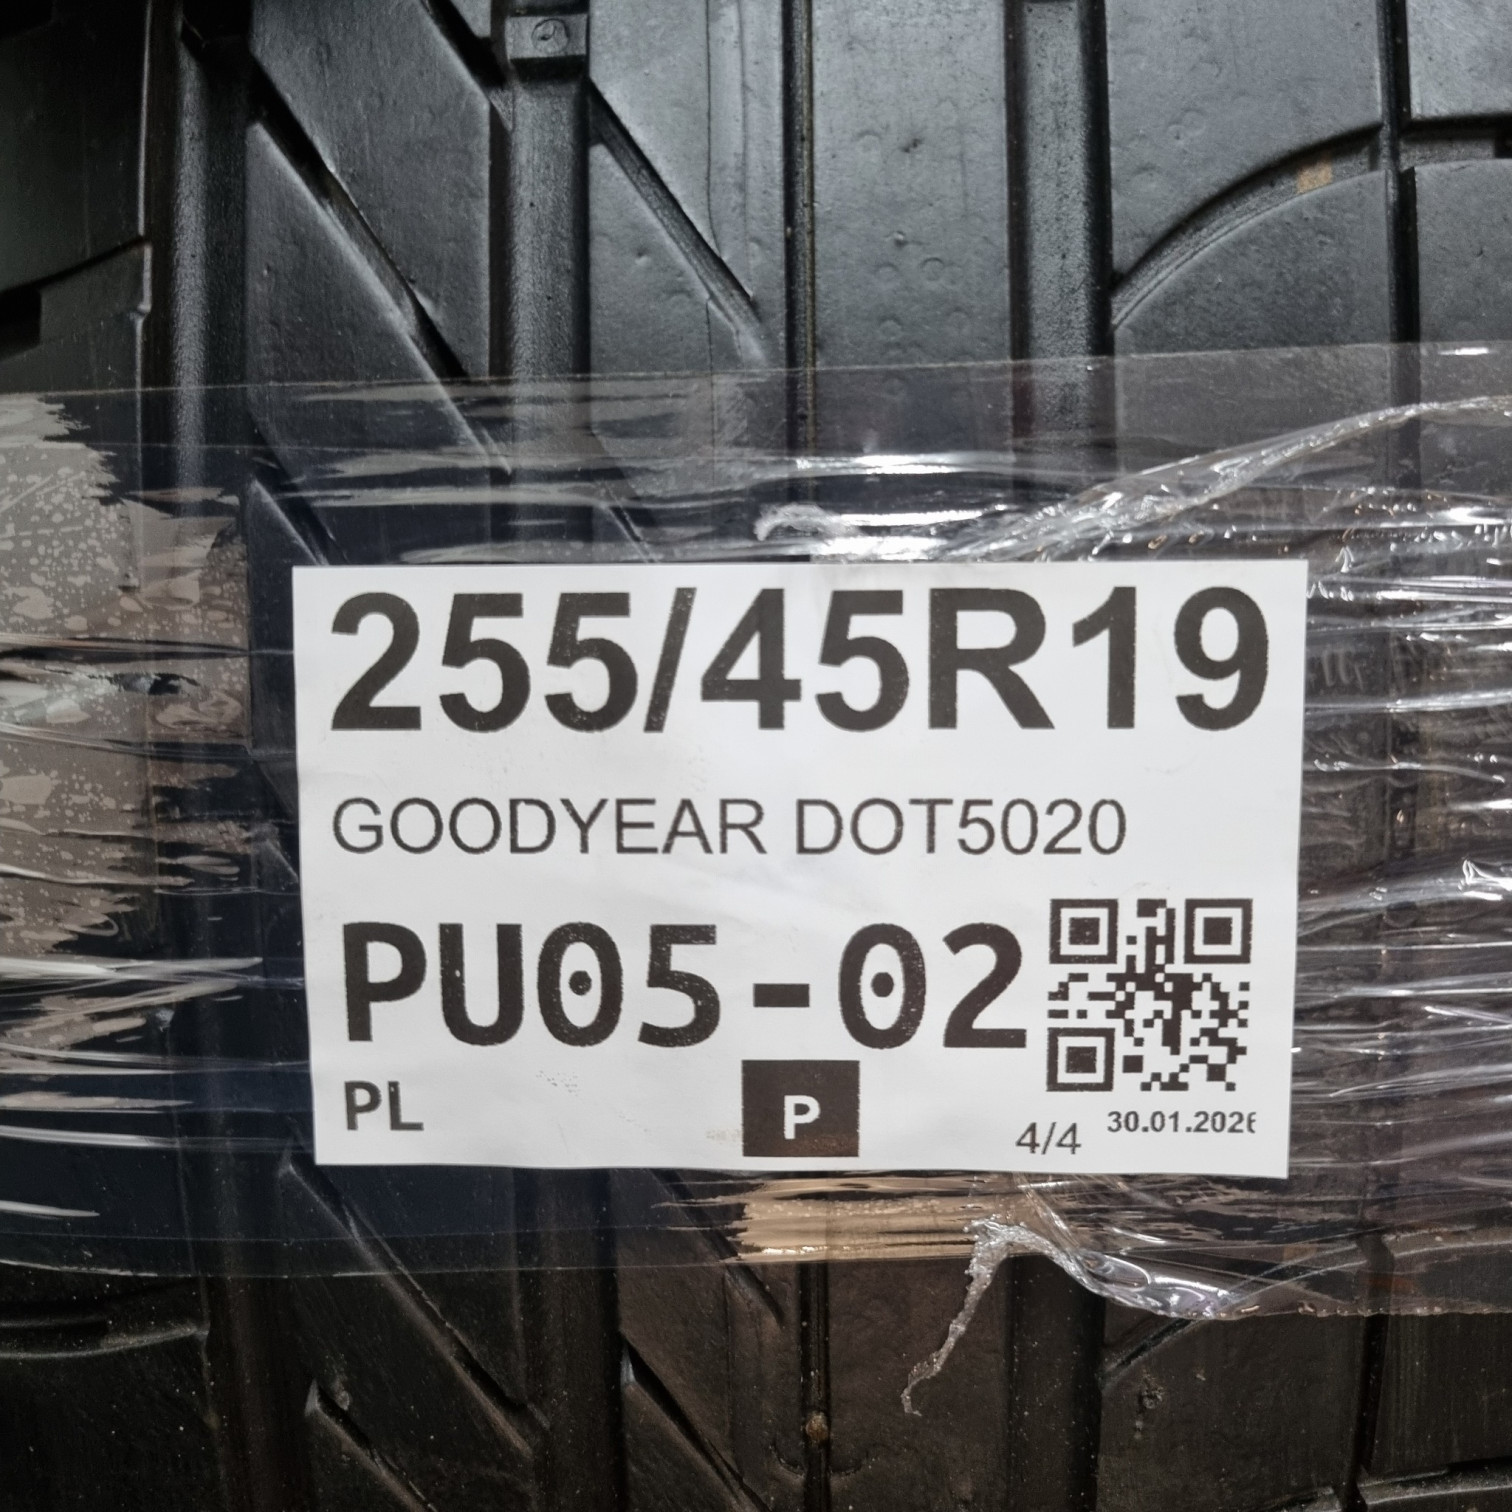 255/45R19
GOODYEAR DOT5020
PU05-02
PL
P
4/4
30.01.2026